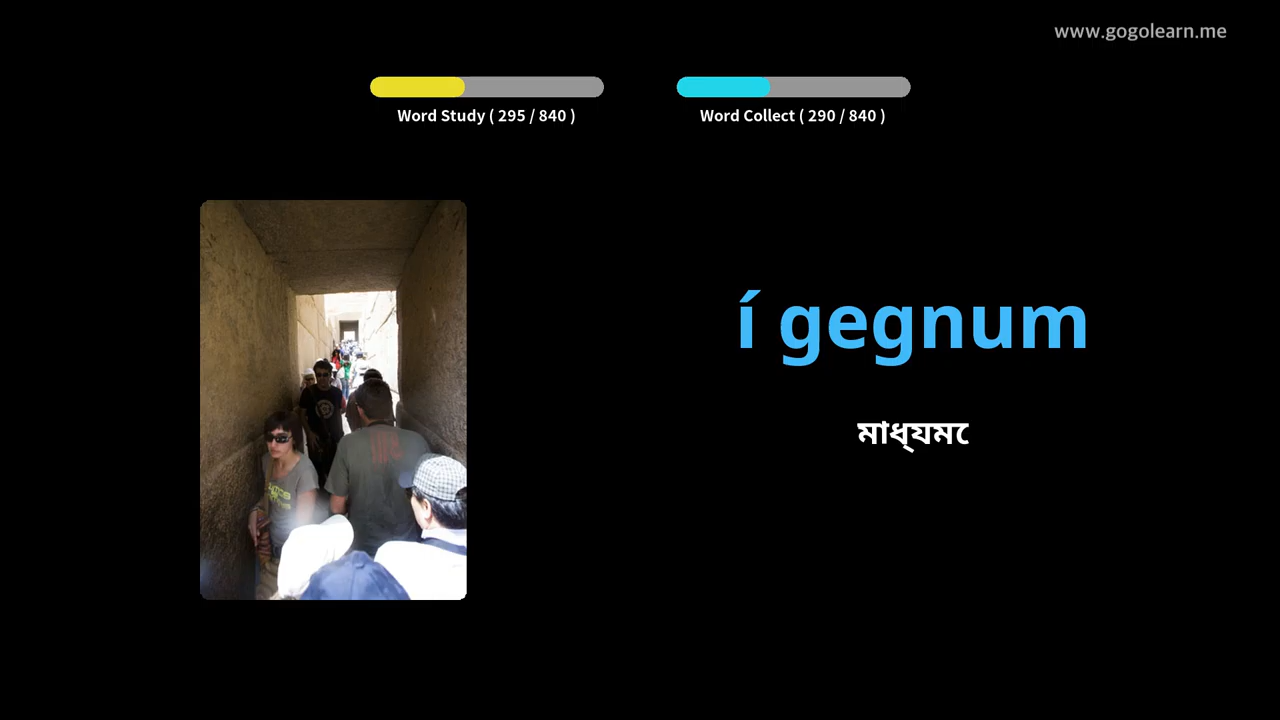 www.gogolearn.me
Word Study ( 295 / 840 )
Word Collect ( 290 / 840 )
í gegnum
মাধ্যমে